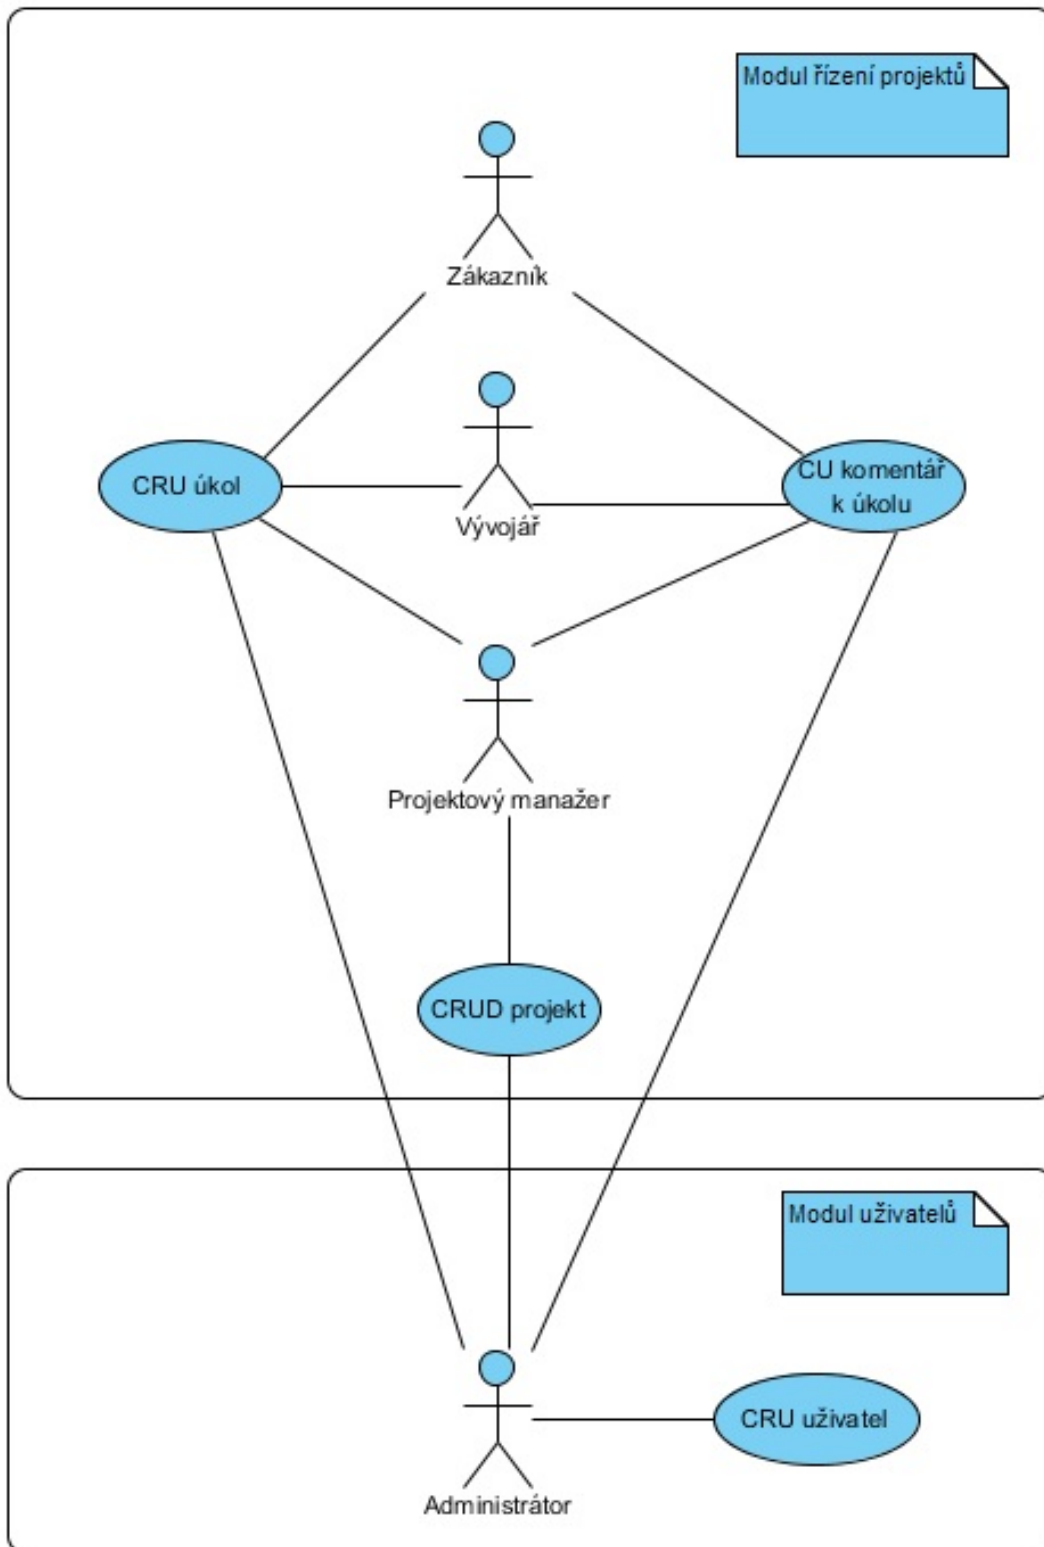 Modul řízení projektů
Zákazník
CRU úkol
Vývojář
CU komentář
k úkolu
Projektový manažer
CRUD projekt
Modul uživatelů
CRU uživatel
Administrátor